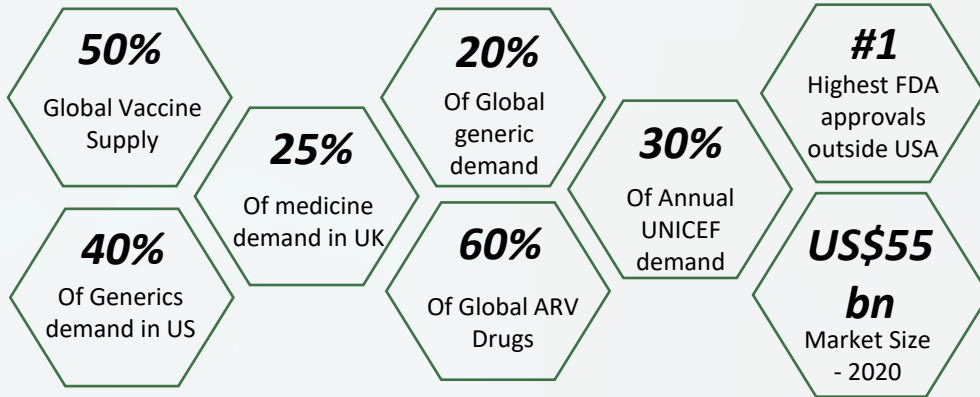 50%
Global Vaccine
Supply
40%
Of Generics
demand in US
25%
Of medicine
demand in UK
20%
Of Global
generic
demand
60%
Of Global ARV
Drugs
30%
Of Annual
UNICEF
demand
#1
Highest FDA
approvals
outside USA
US$55
bn
Market Size
- 2020